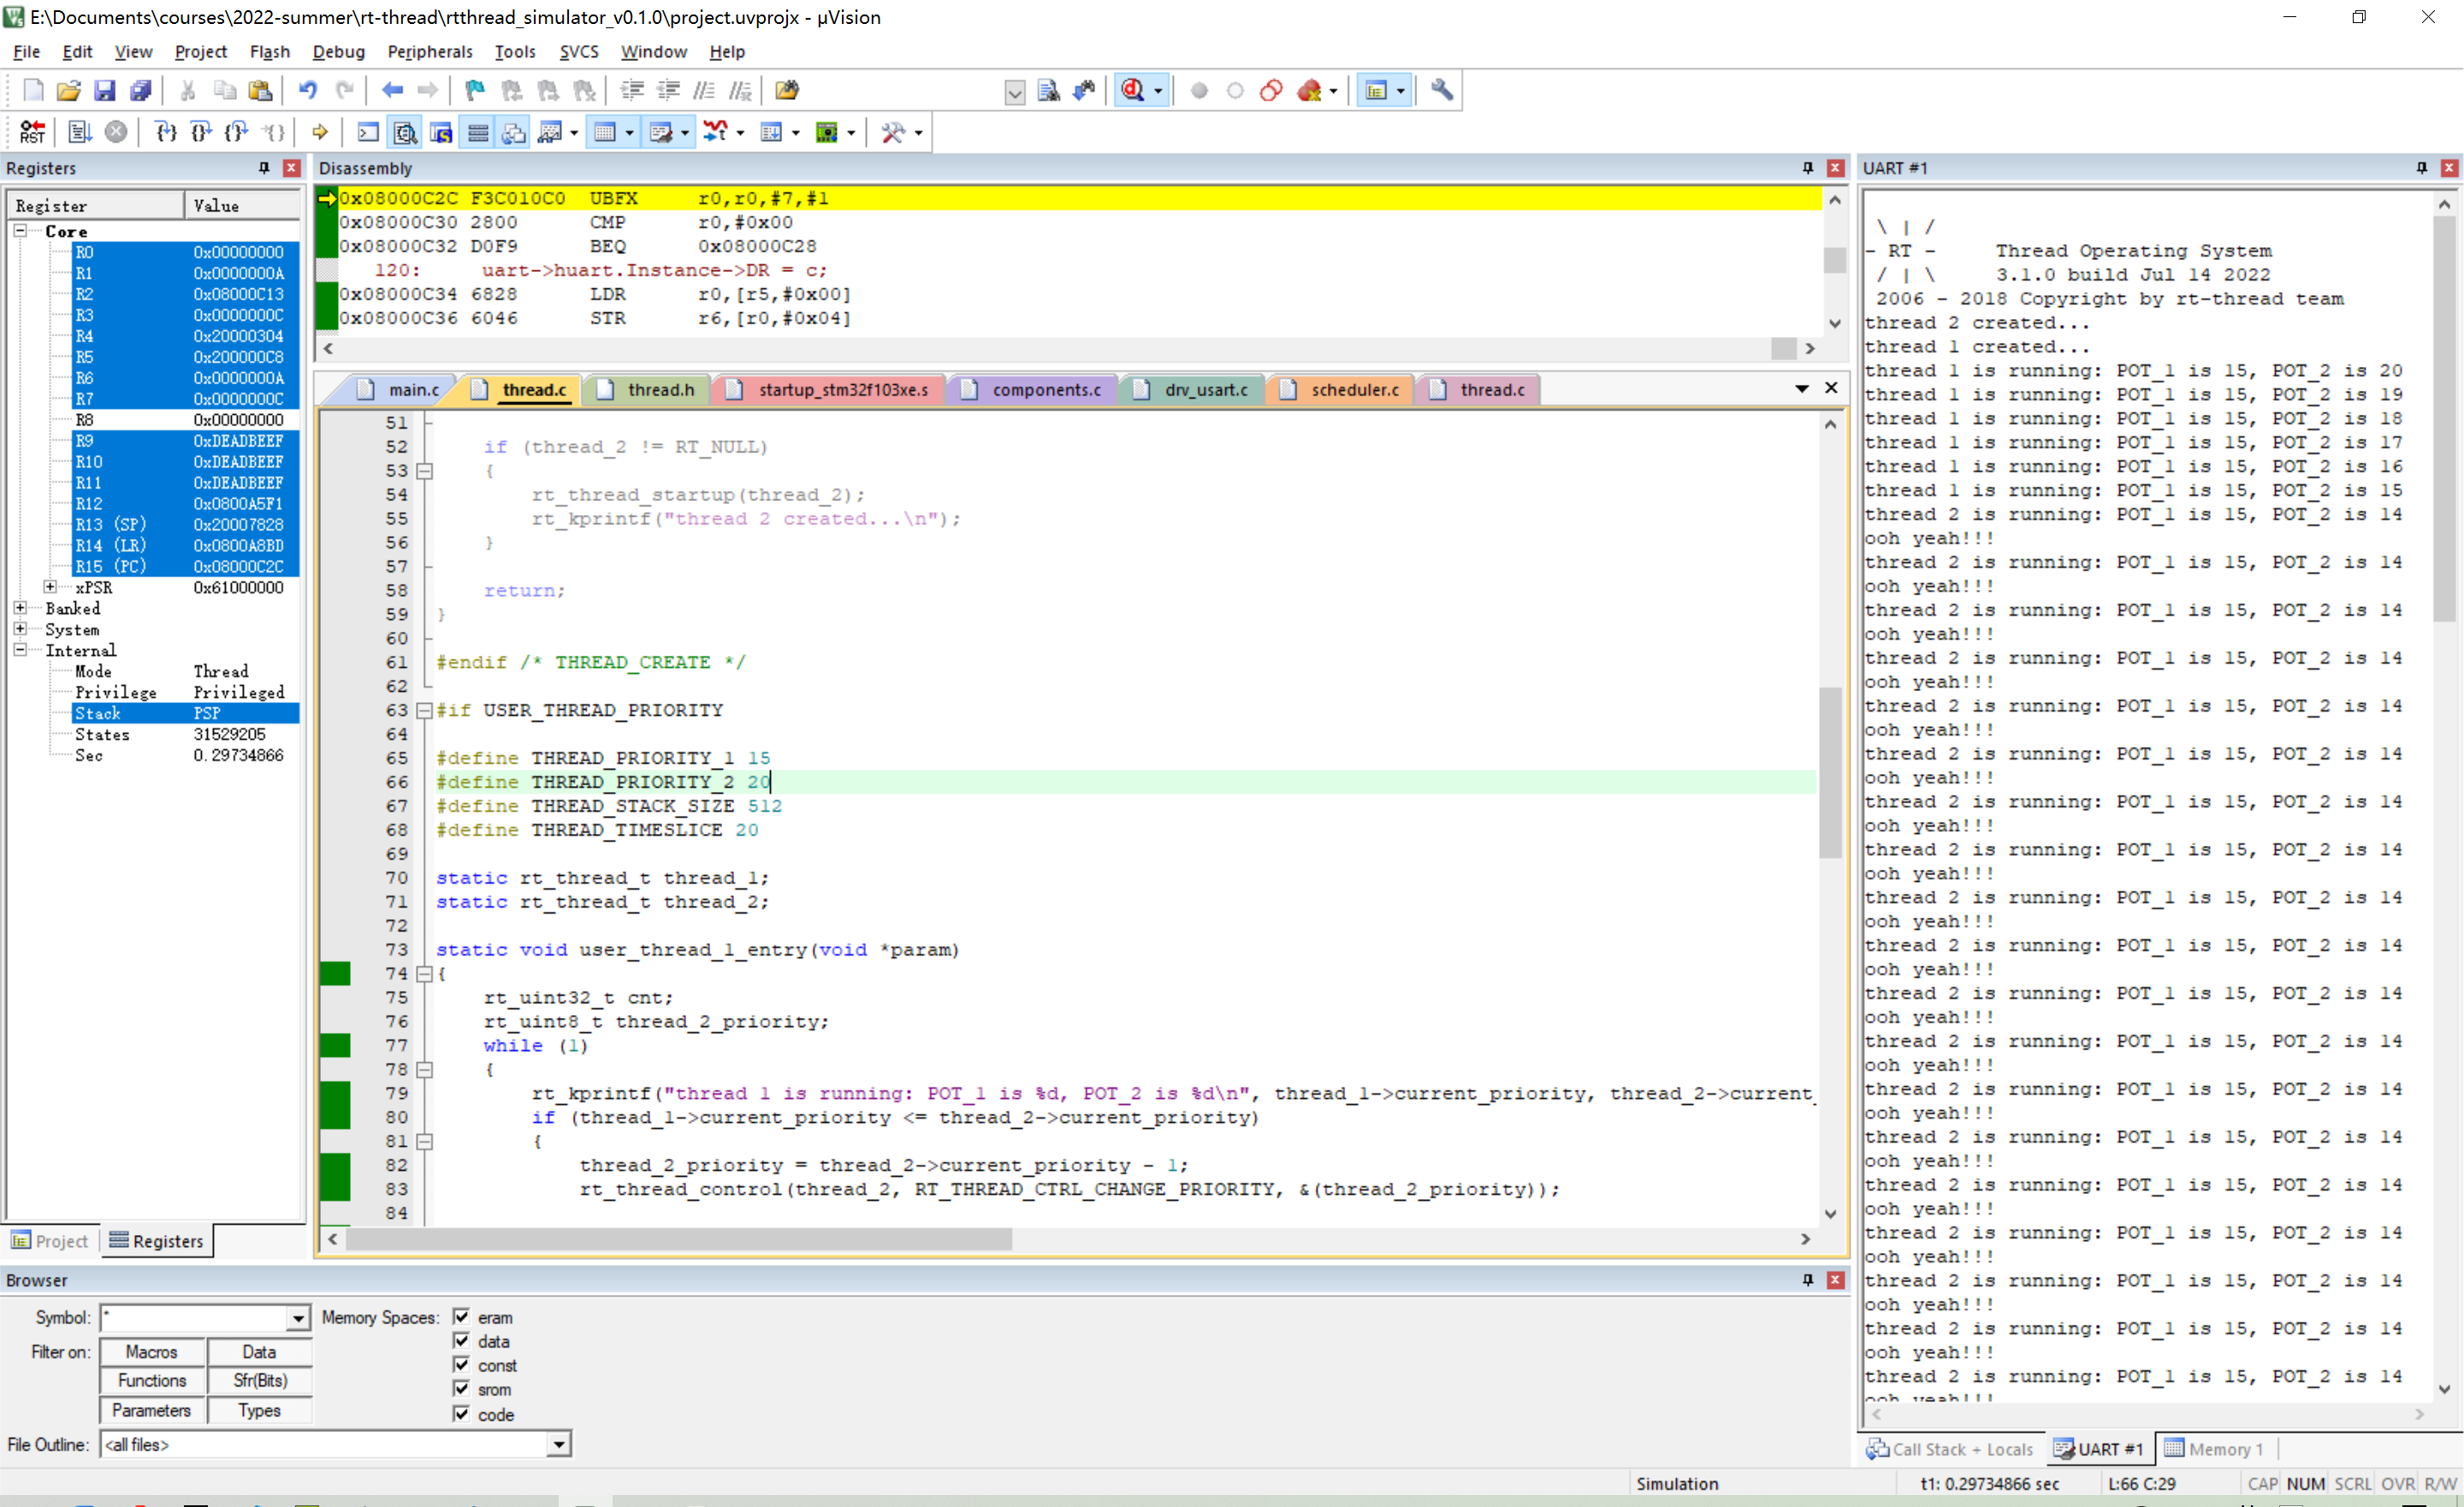 E:\Documents\courses\2022-summer\rt-thread\rtthread_simulator_v0.1.0\project.uvprojx - µVision
File Edit View Project Flash Debug Peripherals Tools SVCS Window Help
RST
Registers
Register Value
Core
R0 0x00000000
R1 0x0000000A
R2 0x08000C13
R3 0x0000000C
R4 0x20000304
R5 0x200000C8
R6 0x0000000A
R7 0x0000000C
R8 0x00000000
R9 0xDEADBEEF
R10 0xDEADBEEF
R11 0xDEADBEEF
R12 0x0800A5F1
R13 (SP) 0x20007828
R14 (LR) 0x0800A8BD
R15 (PC) 0x08000C2C
xPSR 0x61000000
Banked
System
Internal
Mode Thread
Privilege Privileged
Stack PSP
States 31529205
Sec 0.29734866
Project Registers
Disassembly
0x08000C2C F3C010C0 UBFX r0,r0,#7,#1
0x08000C30 2800 CMP r0,#0x00
0x08000C32 D0F9 BEQ 0x08000C28
120: uart->huart.Instance->DR = c;
0x08000C34 6828 LDR r0,[r5,#0x00]
0x08000C36 6046 STR r6,[r0,#0x04]
main.c thread.c thread.h startup_stm32f103xe.s components.c drv_usart.c scheduler.c thread.c
51
52 if (thread_2 != RT_NULL)
53 {
54 rt_thread_startup(thread_2);
55 rt_kprintf("thread 2 created...\n");
56 }
57
58 return;
59 }
60
61 #endif /* THREAD_CREATE */
62
63 #if USER_THREAD_PRIORITY
64
65 #define THREAD_PRIORITY_1 15
66 #define THREAD_PRIORITY_2 20
67 #define THREAD_STACK_SIZE 512
68 #define THREAD_TIMESLICE 20
69
70 static rt_thread_t thread_1;
71 static rt_thread_t thread_2;
72
73 static void user_thread_1_entry(void *param)
74 {
75 rt_uint32_t cnt;
76 rt_uint8_t thread_2_priority;
77 while (1)
78 {
79 rt_kprintf("thread 1 is running: POT_1 is %d, POT_2 is %d\n", thread_1->current_priority, thread_2->current_
80 if (thread_1->current_priority <= thread_2->current_priority)
81 {
82 thread_2_priority = thread_2->current_priority - 1;
83 rt_thread_control(thread_2, RT_THREAD_CTRL_CHANGE_PRIORITY, &(thread_2_priority));
84
Browser
Symbol: * Memory Spaces: eram
data
Filter on: Macros Data
const
Functions Sfr(Bits)
srom
Parameters Types
code
File Outline: <all files>
UART #1
\ | /
- RT - Thread Operating System
/ | \ 3.1.0 build Jul 14 2022
2006 - 2018 Copyright by rt-thread team
thread 2 created...
thread 1 created...
thread 1 is running: POT_1 is 15, POT_2 is 20
thread 1 is running: POT_1 is 15, POT_2 is 19
thread 1 is running: POT_1 is 15, POT_2 is 18
thread 1 is running: POT_1 is 15, POT_2 is 17
thread 1 is running: POT_1 is 15, POT_2 is 16
thread 1 is running: POT_1 is 15, POT_2 is 15
thread 2 is running: POT_1 is 15, POT_2 is 14
ooh yeah!!!
thread 2 is running: POT_1 is 15, POT_2 is 14
ooh yeah!!!
thread 2 is running: POT_1 is 15, POT_2 is 14
ooh yeah!!!
thread 2 is running: POT_1 is 15, POT_2 is 14
ooh yeah!!!
thread 2 is running: POT_1 is 15, POT_2 is 14
ooh yeah!!!
thread 2 is running: POT_1 is 15, POT_2 is 14
ooh yeah!!!
thread 2 is running: POT_1 is 15, POT_2 is 14
ooh yeah!!!
thread 2 is running: POT_1 is 15, POT_2 is 14
ooh yeah!!!
thread 2 is running: POT_1 is 15, POT_2 is 14
ooh yeah!!!
thread 2 is running: POT_1 is 15, POT_2 is 14
ooh yeah!!!
thread 2 is running: POT_1 is 15, POT_2 is 14
ooh yeah!!!
thread 2 is running: POT_1 is 15, POT_2 is 14
ooh yeah!!!
thread 2 is running: POT_1 is 15, POT_2 is 14
ooh yeah!!!
thread 2 is running: POT_1 is 15, POT_2 is 14
ooh yeah!!!
thread 2 is running: POT_1 is 15, POT_2 is 14
ooh yeah!!!
thread 2 is running: POT_1 is 15, POT_2 is 14
ooh yeah!!!
thread 2 is running: POT_1 is 15, POT_2 is 14
ooh yeah!!!
thread 2 is running: POT_1 is 15, POT_2 is 14
ooh yeah!!!
thread 2 is running: POT_1 is 15, POT_2 is 14
ooh yeah!!!
Call Stack + Locals UART #1 Memory 1
Simulation t1: 0.29734866 sec L:66 C:29 CAP NUM SCRL OVR R/W